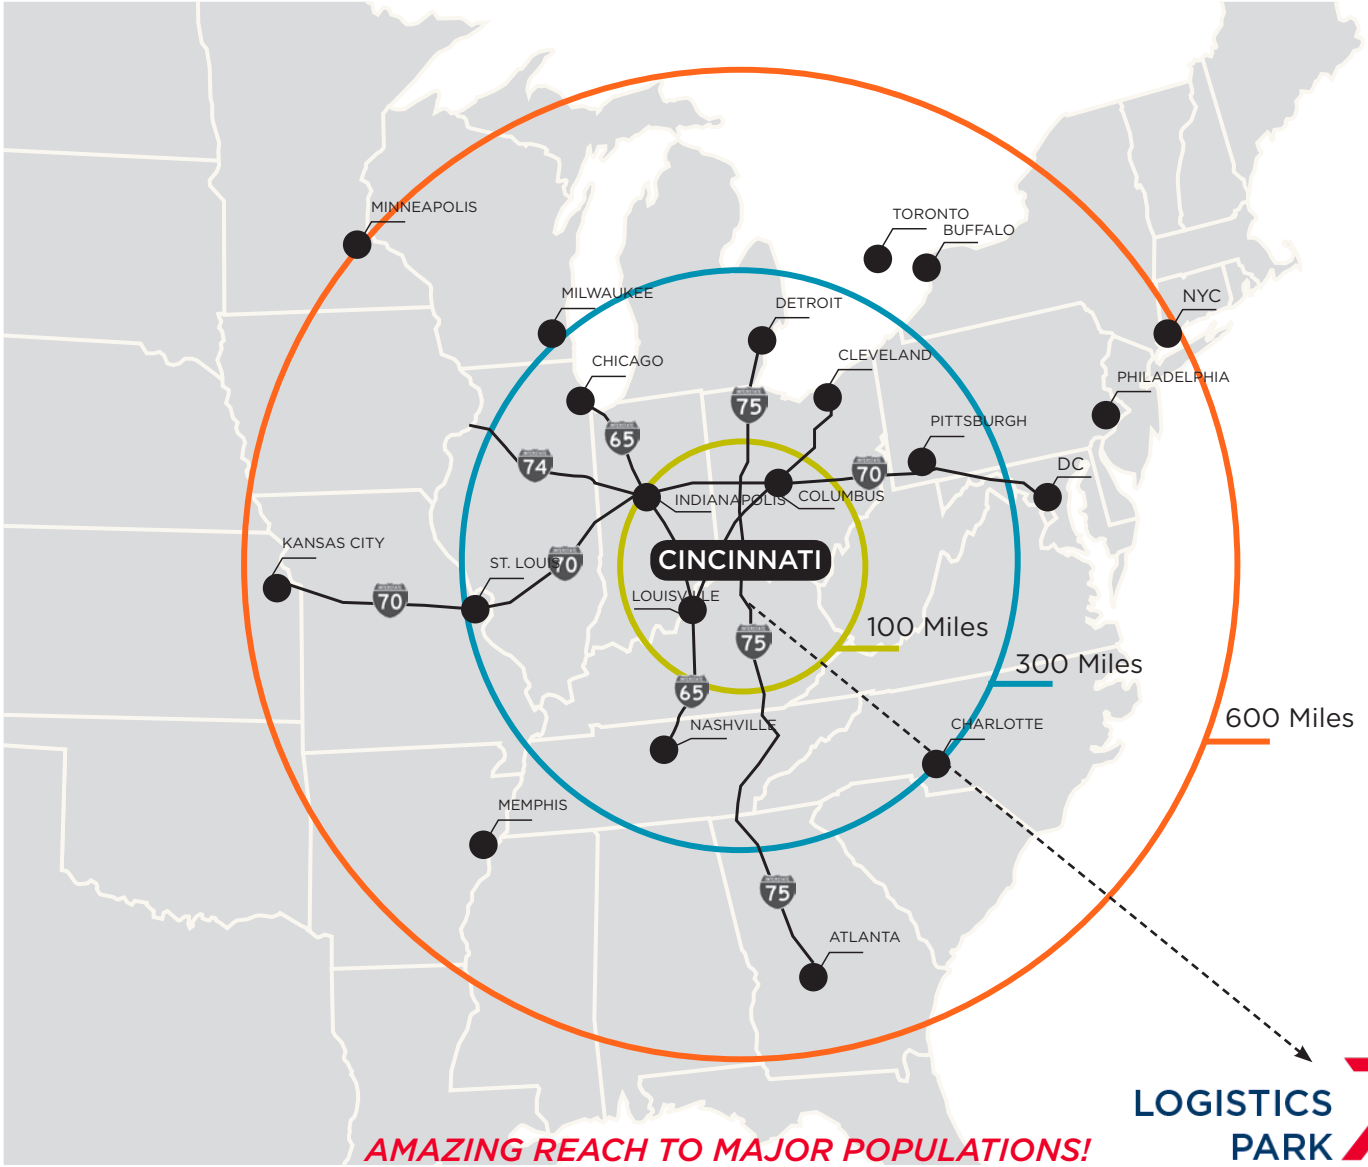 MINNEAPOLIS
TORONTO
BUFFALO
MILWAUKEE
DETROIT
NYC
CHICAGO
CLEVELAND
PHILADELPHIA
75
65
PITTSBURGH
74
70
DC
INDIANAPOLIS
COLUMBUS
KANSAS CITY
ST. LOUIS
70
CINCINNATI
70
LOUISVILLE
75
100 Miles
300 Miles
65
NASHVILLE
CHARLOTTE
600 Miles
MEMPHIS
75
ATLANTA
LOGISTICS
PARK
AMAZING REACH TO MAJOR POPULATIONS!